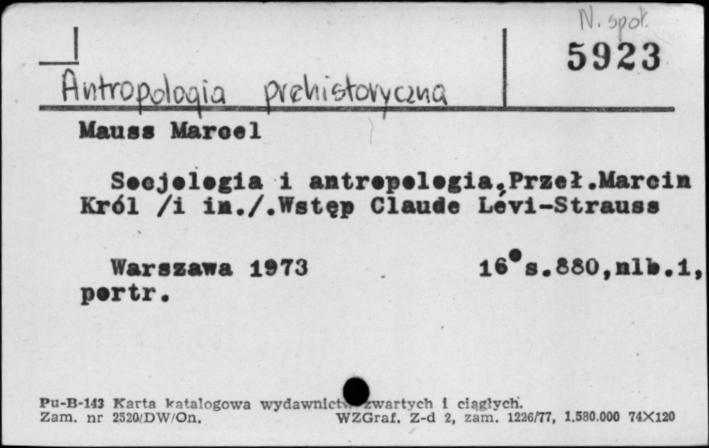 N. społ.
5923
Antropologia prehistoryczna
Mauss Marcel
Socjologia i antropologia.Przeł.Marcin
Król /i in./.Wstęp Claude Lévi-Strauss
Warszawa 1973 16°s.880,nlb.1,
portr.
Pu-B-143 Karta katalogowa wydawnictw zwartych i ciągłych.
Zam. nr 2520/DW/On. WZGraf. Z-d 2, zam. 1226/77, 1.580.000 74X120